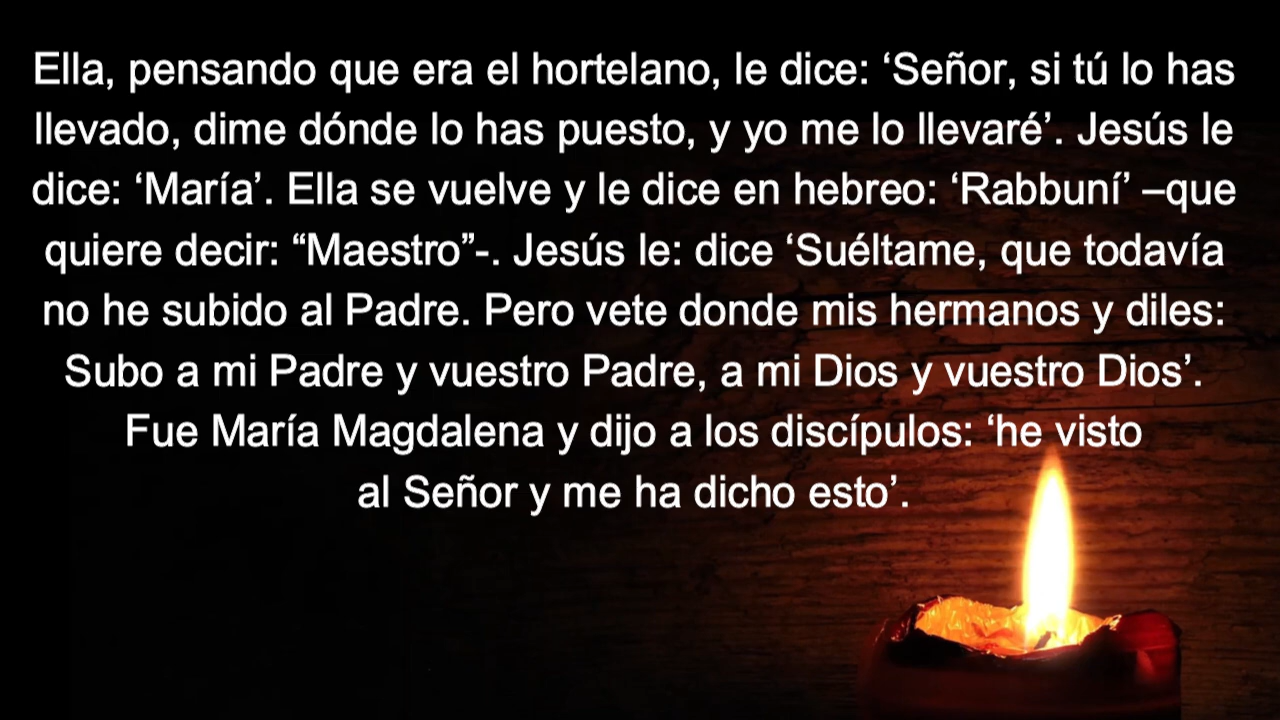 Ella, pensando que era el hortelano, le dice: ‘Señor, si tú lo has
llevado, dime dónde lo has puesto, y yo me lo llevaré’. Jesús le
dice: ‘María’. Ella se vuelve y le dice en hebreo: ‘Rabbuní’ –que
quiere decir: “Maestro”-. Jesús le: dice ‘Suéltame, que todavía
no he subido al Padre. Pero vete donde mis hermanos y diles:
Subo a mi Padre y vuestro Padre, a mi Dios y vuestro Dios’.
Fue María Magdalena y dijo a los discípulos: ‘he visto
al Señor y me ha dicho esto’.